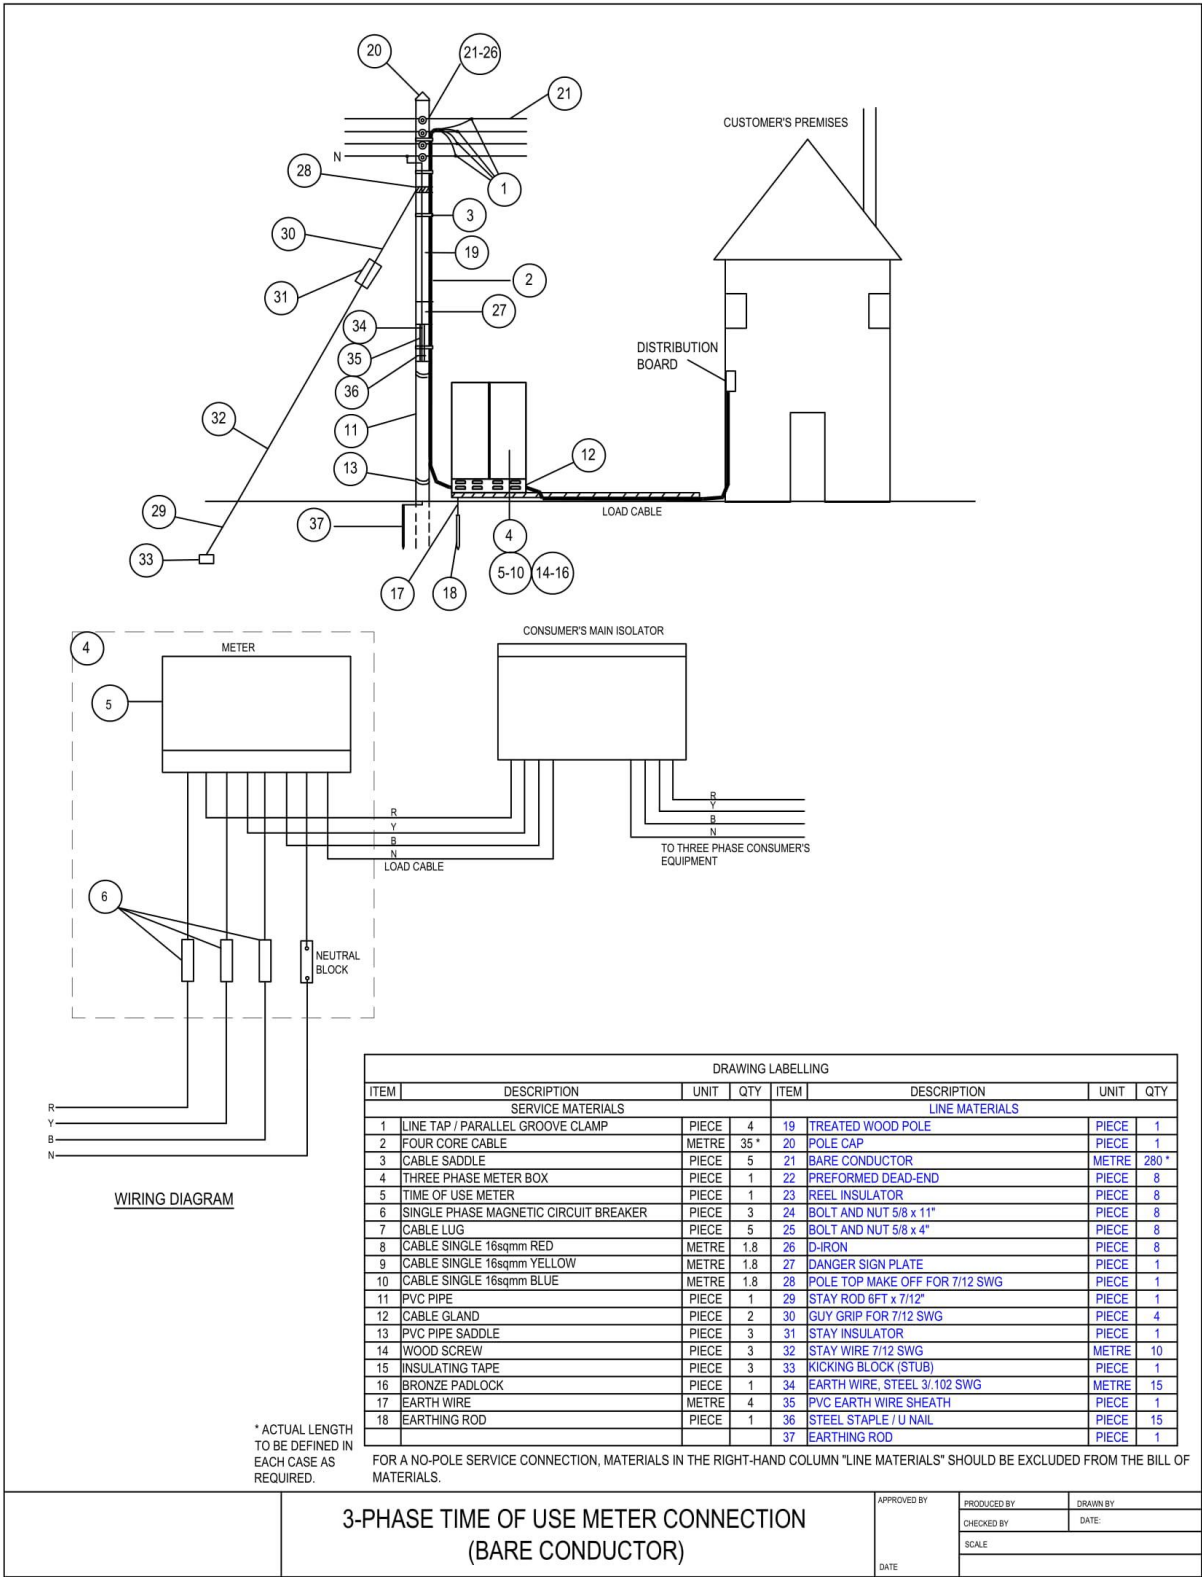 20
21-26
21
CUSTOMER'S PREMISES
N
28
1
3
30
19
2
31
27
34
DISTRIBUTION
BOARD
35
36
32
11
12
13
29
LOAD CABLE
37
4
33
5-10
14-16
17
18
CONSUMER'S MAIN ISOLATOR
4
METER
5
R
Y
B
N
LOAD CABLE
R
Y
B
N
TO THREE PHASE CONSUMER'S
EQUIPMENT
6
NEUTRAL
BLOCK
R
Y
B
N
WIRING DIAGRAM
DRAWING LABELLING
ITEM DESCRIPTION UNIT QTY ITEM DESCRIPTION UNIT QTY
SERVICE MATERIALS LINE MATERIALS
1 LINE TAP / PARALLEL GROOVE CLAMP PIECE 4 19 TREATED WOOD POLE PIECE 1
2 FOUR CORE CABLE METRE 35 * 20 POLE CAP PIECE 1
3 CABLE SADDLE PIECE 5 21 BARE CONDUCTOR METRE 280 *
4 THREE PHASE METER BOX PIECE 1 22 PREFORMED DEAD-END PIECE 8
5 TIME OF USE METER PIECE 1 23 REEL INSULATOR PIECE 8
6 SINGLE PHASE MAGNETIC CIRCUIT BREAKER PIECE 3 24 BOLT AND NUT 5/8 x 11" PIECE 8
7 CABLE LUG PIECE 5 25 BOLT AND NUT 5/8 x 4" PIECE 8
8 CABLE SINGLE 16sqmm RED METRE 1.8 26 D-IRON PIECE 8
9 CABLE SINGLE 16sqmm YELLOW METRE 1.8 27 DANGER SIGN PLATE PIECE 1
10 CABLE SINGLE 16sqmm BLUE METRE 1.8 28 POLE TOP MAKE OFF FOR 7/12 SWG PIECE 1
11 PVC PIPE PIECE 1 29 STAY ROD 6FT x 7/12" PIECE 1
12 CABLE GLAND PIECE 2 30 GUY GRIP FOR 7/12 SWG PIECE 4
13 PVC PIPE SADDLE PIECE 3 31 STAY INSULATOR PIECE 1
14 WOOD SCREW PIECE 3 32 STAY WIRE 7/12 SWG METRE 10
15 INSULATING TAPE PIECE 3 33 KICKING BLOCK (STUB) PIECE 1
16 BRONZE PADLOCK PIECE 1 34 EARTH WIRE, STEEL 3/.102 SWG METRE 15
17 EARTH WIRE METRE 4 35 PVC EARTH WIRE SHEATH PIECE 1
18 EARTHING ROD PIECE 1 36 STEEL STAPLE / U NAIL PIECE 15
37 EARTHING ROD PIECE 1
* ACTUAL LENGTH
TO BE DEFINED IN
EACH CASE AS
REQUIRED.
FOR A NO-POLE SERVICE CONNECTION, MATERIALS IN THE RIGHT-HAND COLUMN "LINE MATERIALS" SHOULD BE EXCLUDED FROM THE BILL OF
MATERIALS.
3-PHASE TIME OF USE METER CONNECTION
(BARE CONDUCTOR)
APPROVED BY
DATE
PRODUCED BY
DRAWN BY
CHECKED BY
DATE:
SCALE